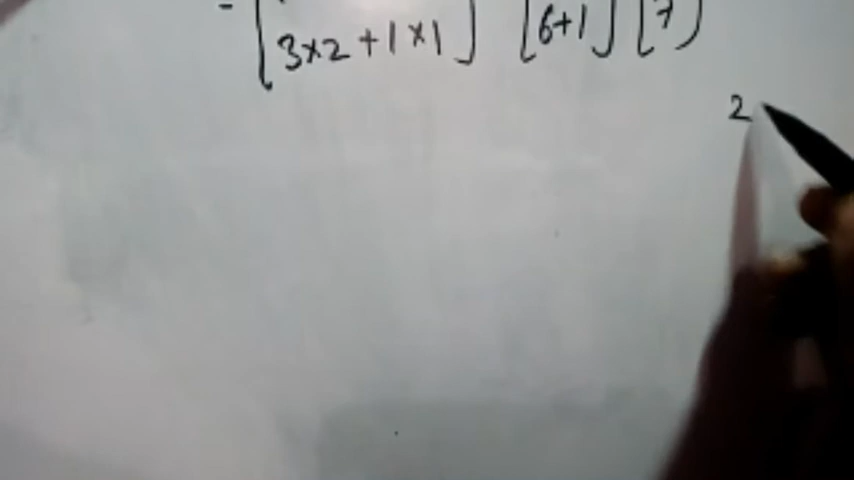 = [ 3×2 + 1×1 ] [ 6+1 ] [ 7 ]
2